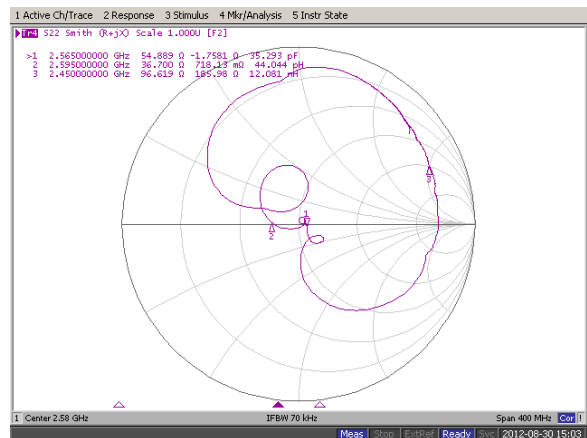 1 Active Ch/Trace 2 Response 3 Stimulus 4 Mkr/Analysis 5 Instr State
Tr4 S22 Smith (R+jX) Scale 1.000U [F2]
>1 2.565000000 GHz 54.889 Ω -1.7581 Ω 35.293 pF
2 2.595000000 GHz 36.700 Ω 718.13 mΩ 44.044 pH
3 2.450000000 GHz 96.619 Ω 185.98 Ω 12.081 nH
3
1
2
1 Center 2.58 GHz IFBW 70 kHz Span 400 MHz Cor !
Meas Stop ExtRef Ready Svc 2012-08-30 15:03